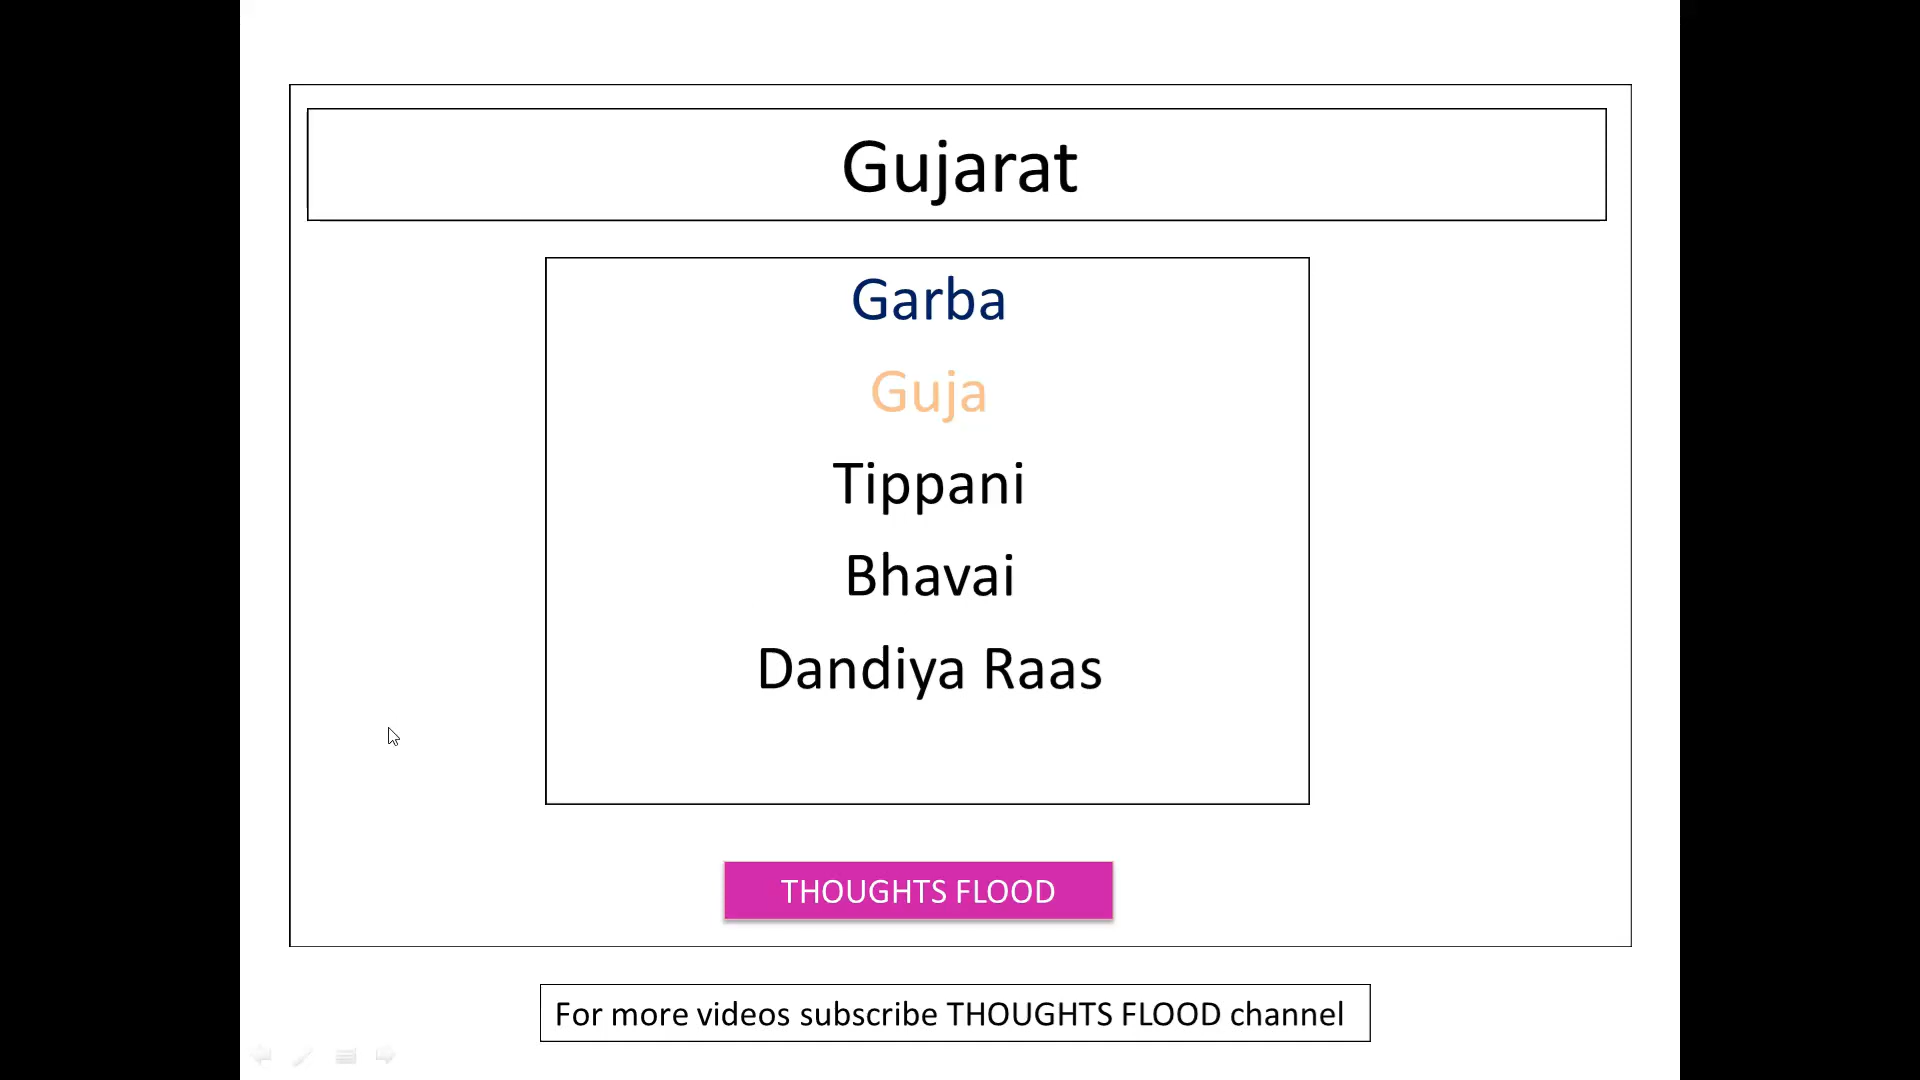 Gujarat
Garba
Guja
Tippani
Bhavai
Dandiya Raas
THOUGHTS FLOOD
For more videos subscribe THOUGHTS FLOOD channel